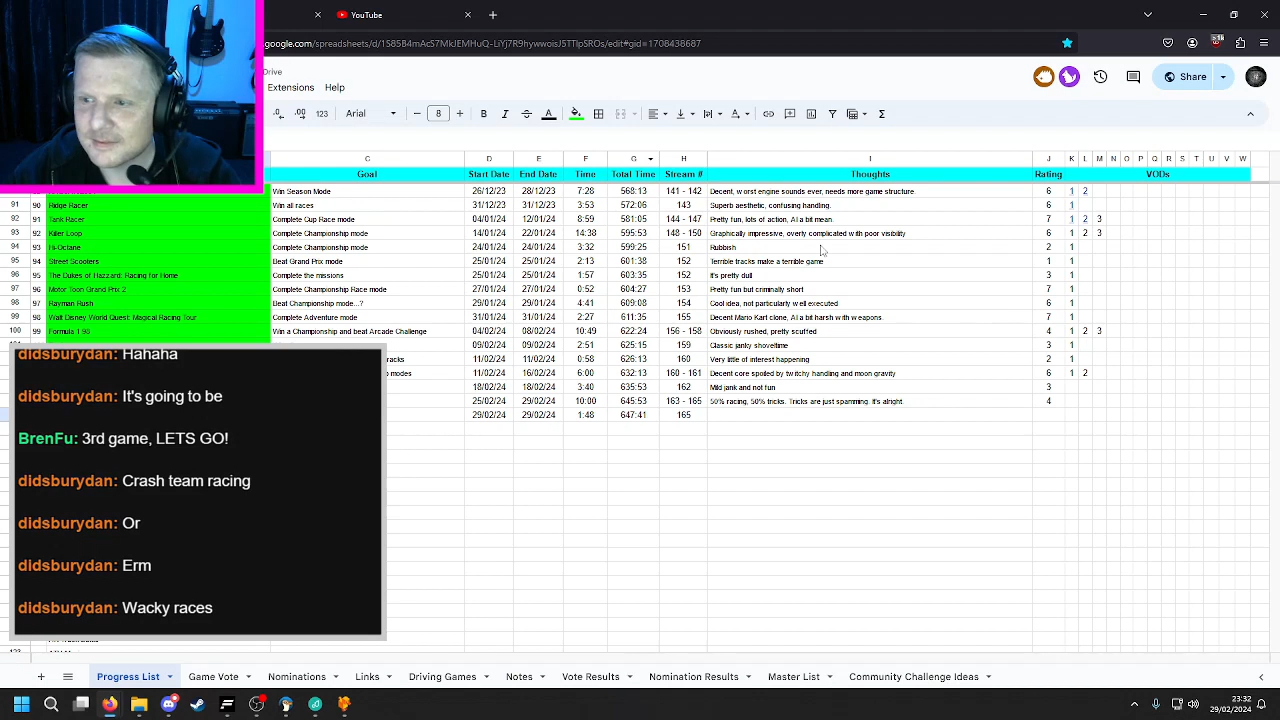 YouTube
google.com/spreadsheets/d/1S85B4mAcS7MkJEMHuQ-LiYj7R9hywwoisJ5TTlpSROs/edit#gid=1708438687
Drive
Extensions Help
Share
123 Arial 8 B I A
C D E F G H I J K L M N O P Q R S T U V W
Goal Start Date End Date Time Total Time Stream # Thoughts Rating VODs
Win Season Mode 26/12/23 28/12/23 7:28 568:13 141 - 142 Decent, worst engine sounds ever, needs more game structure. 6 1 2
91 90 Ridge Racer Win all races 31/12/23 31/12/23 3:53 572:06 143 Superb aesthetic, confusing handling. 6 1
92 91 Tank Racer Complete Cup Race mode 04/01/24 12/01/24 8:59 581:05 144 - 147 Pretty fun, lots of action, AI a bit mean. 7 1 2 3
93 92 Killer Loop Complete Championship mode 14/01/24 22/01/24 14:38 595:53 148 - 150 Graphically impressive, overly complicated with poor visibility 6 1 2 3
94 93 Hi-Octane Complete Championship mode 24/01/24 24/01/24 3:32 599:25 151 Rubbish 2 1
95 94 Street Scooters Beat Grand Prix mode 25/01/24 25/01/24 2:13 601:38 152 Terrible tracks make a terrible game 1 1
96 95 The Dukes of Hazzard: Racing for Home Complete the missions 25/01/24 25/01/24 1:57 603:35 152 It's pretty dull 3 1
97 96 Motor Toon Grand Prix 2 Complete Championship Race mode 27/01/24 27/01/24 0:52 604:27 153 Pretty fun but criminally short 7 1
98 97 Rayman Rush Beat Championship mode...? 29/01/24 29/01/24 4:41 609:08 154 Cool idea, not particularly well executed 6 1
99 98 Walt Disney World Quest: Magical Racing Tour Complete Adventure mode 31/01/24 31/01/24 2:27 611:35 155 Decent Mario Kart clone, AI a bit harsh with weapons. 7 1
100 99 Formula 1 98 Win a Championship and beat Arcade Challenge 04/02/24 08/02/24 10:49 622:24 156 - 158 Obviously rushed, pretty scuffed 4 1 2 3
09/02/24 09/02/24 2:51 625:15 159 Classic janky shoveltime 3 1
racks 11/02/24 11/02/24 0:58 626:13 160 Very little of interest happening 2 1
modes 11/02/24 16/02/24 6:00 632:13 160 - 161 Decent core spoiled by twitchy handling and moon gravity 6 1 2
18/02/24 18/02/24 3:40 635:53 162 Mild jank and not fun 3
25/02/24 29/02/24 10:00 645:53 163 - 165 50% racing, 50% tricks. Tricks are just spamming. It's alright. 4
29/02/24 29/02/24 1:48 647:41 165
didsburydan: Hahaha
didsburydan: It's going to be
BrenFu: 3rd game, LETS GO!
didsburydan: Crash team racing
didsburydan: Or
didsburydan: Erm
didsburydan: Wacky races
Progress List Game Vote Nominations Links Driving Games Notes Vote Results Nomination Results Master List Community Challenge Ideas
23:32
29/02/2024